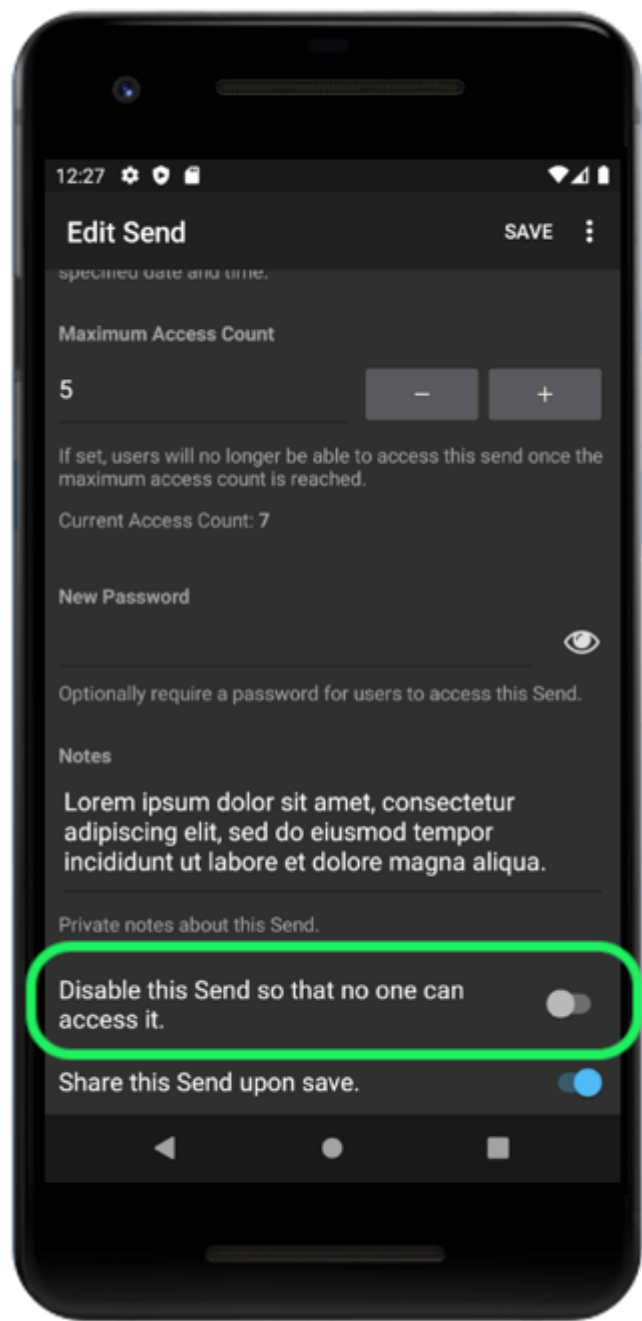 12:27
Edit Send
SAVE
specified date and time.
Maximum Access Count
5
−
+
If set, users will no longer be able to access this send once the
maximum access count is reached.
Current Access Count: 7
New Password
Optionally require a password for users to access this Send.
Notes
Lorem ipsum dolor sit amet, consectetur
adipiscing elit, sed do eiusmod tempor
incididunt ut labore et dolore magna aliqua.
Private notes about this Send.
Disable this Send so that no one can
access it.
Share this Send upon save.